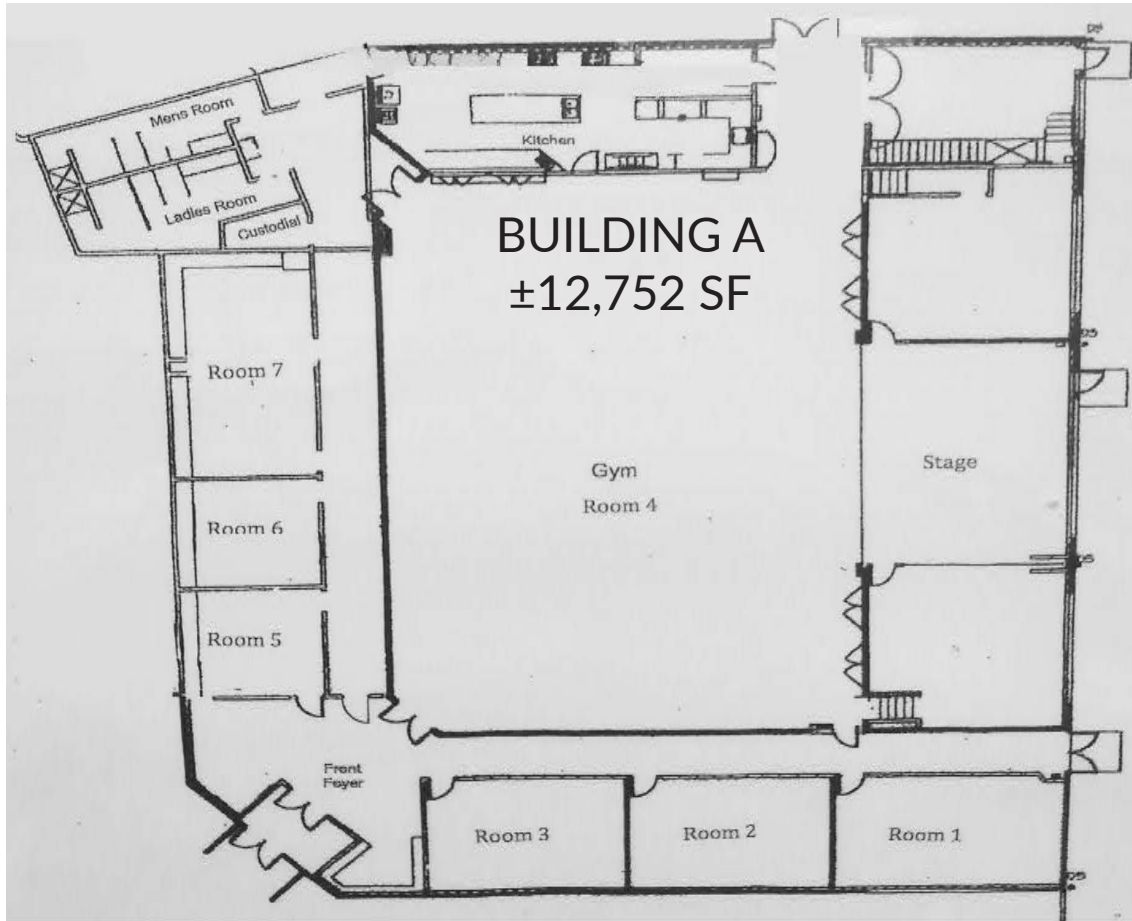 Mens Room
Kitchen
Ladies Room
Custodial
BUILDING A
±12,752 SF
Room 7
Gym
Room 4
Stage
Room 6
Room 5
Front
Foyer
Room 3
Room 2
Room 1